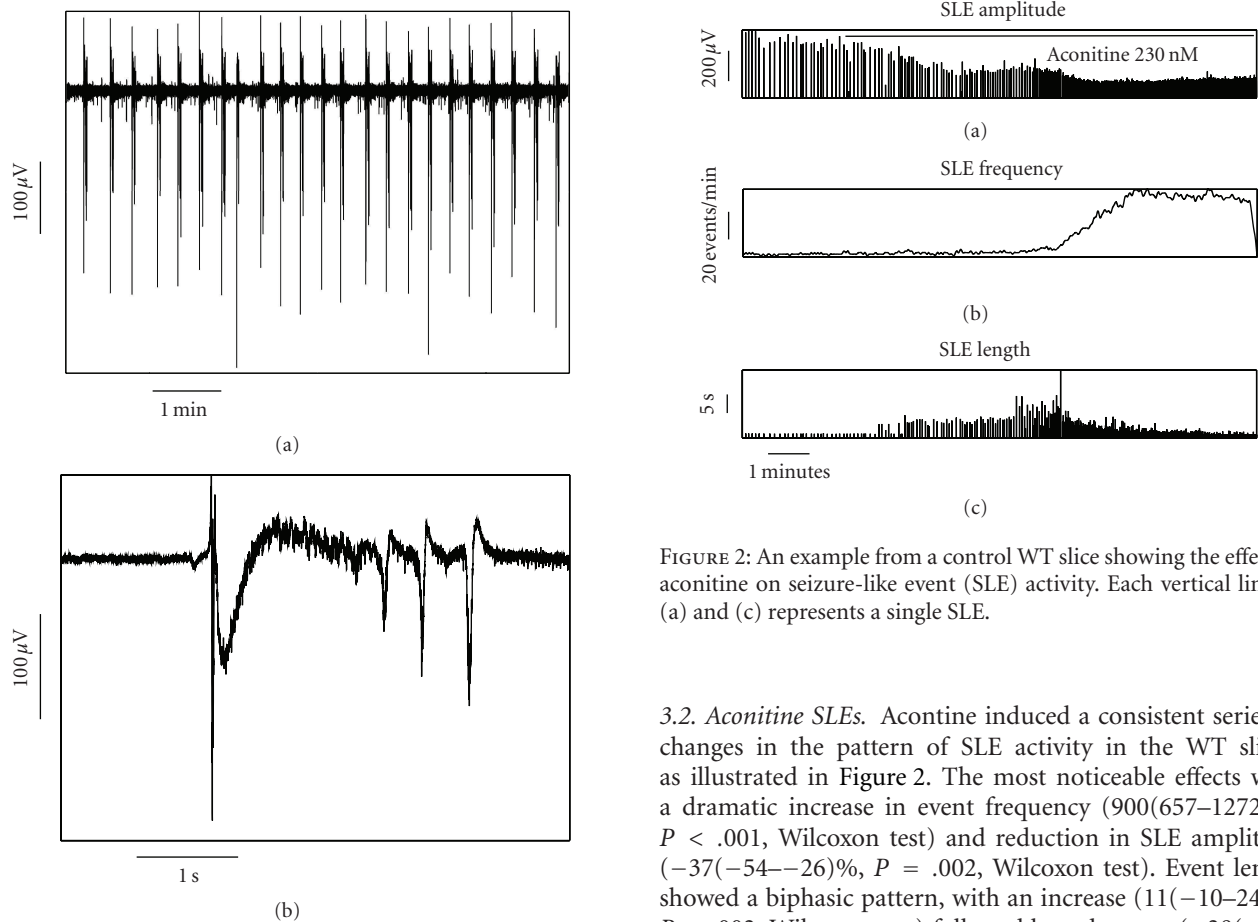 100 μV
1 min
(a)
100 μV
1 s
(b)
SLE amplitude
200 μV
Aconitine 230 nM
(a)
SLE frequency
20 events/min
(b)
SLE length
5 s
1 minutes
(c)
FIGURE 2: An example from a control WT slice showing the effe
aconitine on seizure-like event (SLE) activity. Each vertical lin
(a) and (c) represents a single SLE.
3.2. Aconitine SLEs. Acontine induced a consistent serie
changes in the pattern of SLE activity in the WT sli
as illustrated in Figure 2. The most noticeable effects w
a dramatic increase in event frequency (900(657–1272
P < .001, Wilcoxon test) and reduction in SLE amplit
(−37(−54–−26)%, P = .002, Wilcoxon test). Event len
showed a biphasic pattern, with an increase (11(−10–24